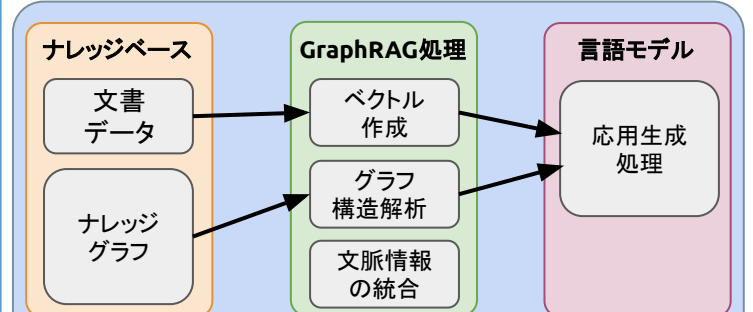 ナレッジベース
文書
データ
ナレッジ
グラフ
GraphRAG処理
ベクトル
作成
グラフ
構造解析
文脈情報
の統合
言語モデル
応用生成
処理